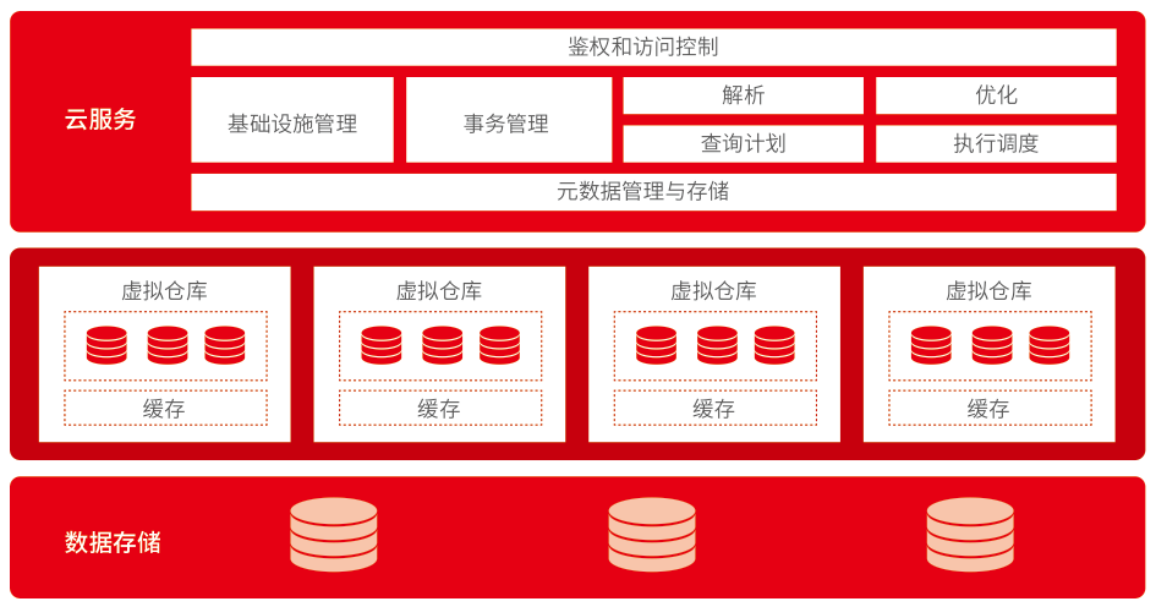 鉴权和访问控制
云服务
基础设施管理
事务管理
解析
优化
查询计划
执行调度
元数据管理与存储
虚拟仓库
虚拟仓库
虚拟仓库
虚拟仓库
缓存
缓存
缓存
缓存
数据存储